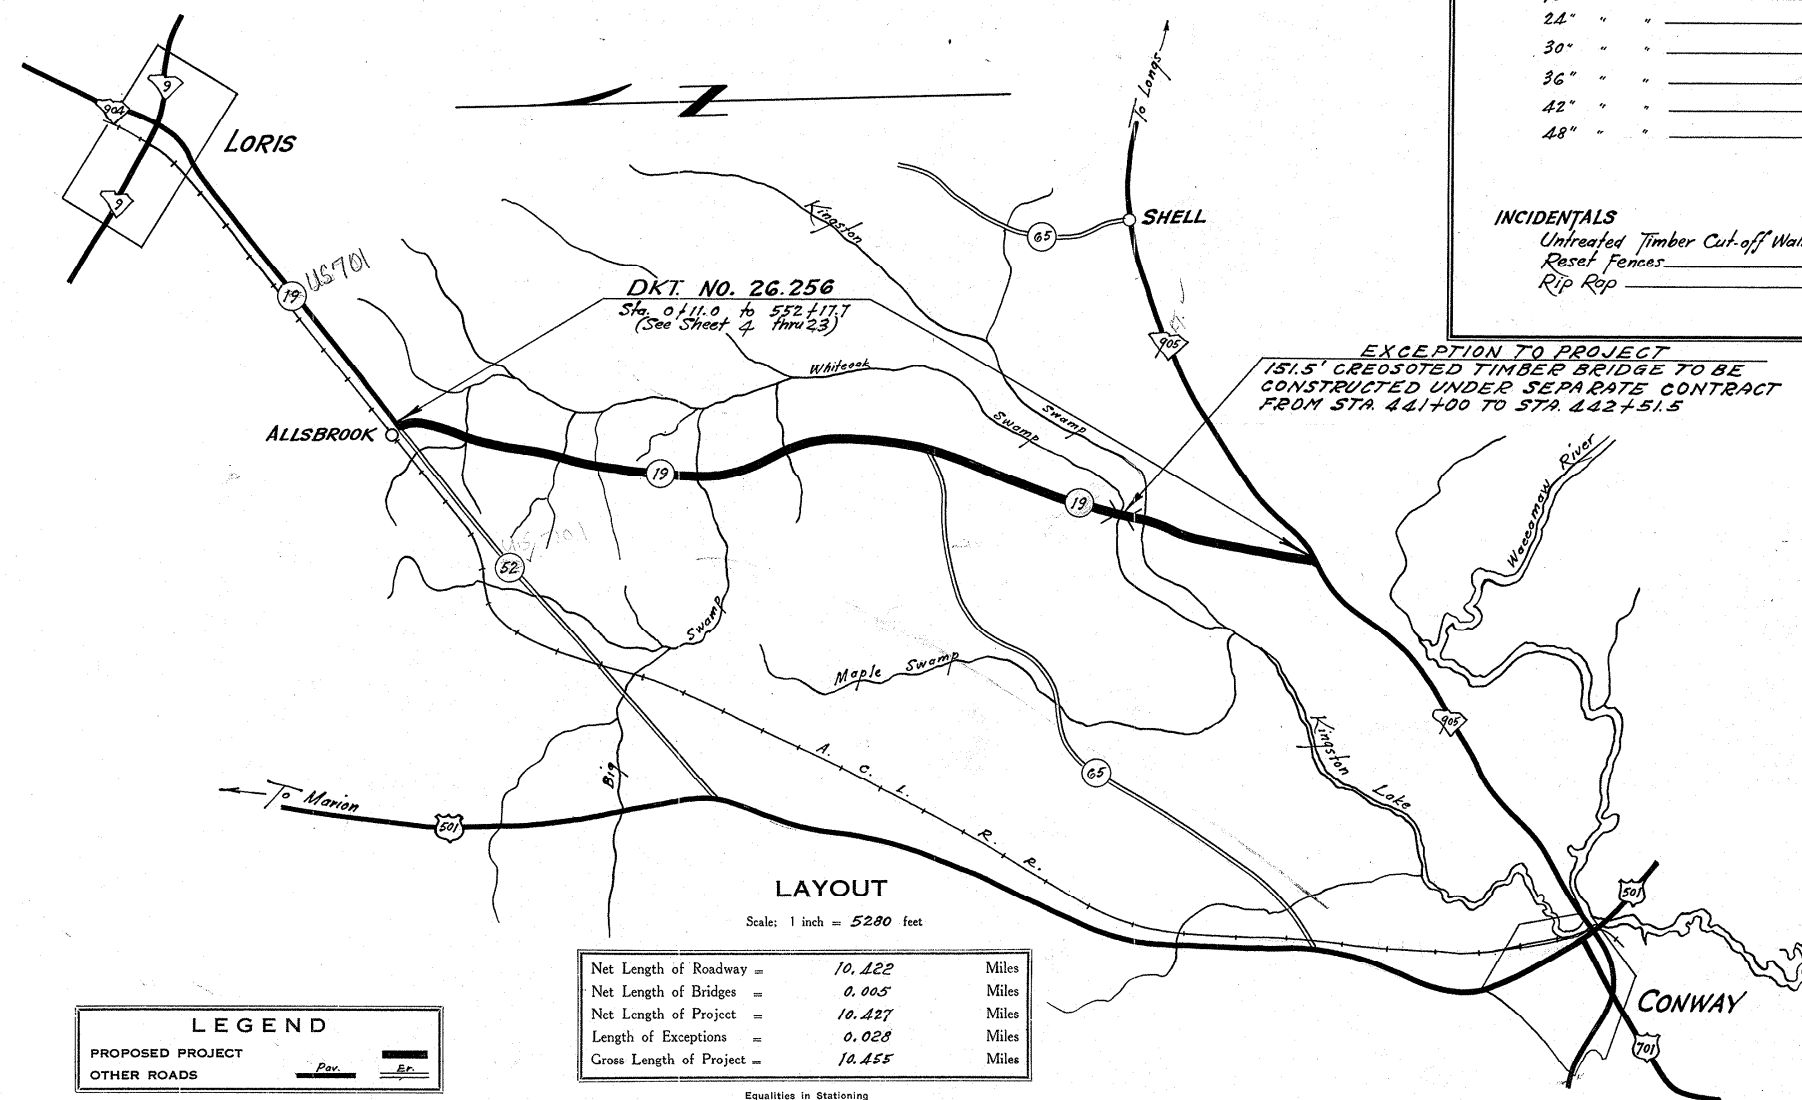 24" " "
30" " "
36" " "
42" " "
48" " "
INCIDENTALS
Untreated Timber Cut-off Wal
Reset Fences
Rip Rap
To Longs
904
9
LORIS
9
Kingston
65
SHELL
19
US 701
DKT. NO. 26.256
Sta. 0+11.0 to 552+17.7
(See Sheet 4 thru 23)
905
EXCEPTION TO PROJECT
151.5' CREOSOTED TIMBER BRIDGE TO BE
CONSTRUCTED UNDER SEPARATE CONTRACT
FROM STA. 441+00 TO STA. 442+51.5
Whiteoak
Swamp
Swamp
ALLSBROOK
19
19
Waccamaw River
US 701
52
Swamp
Maple Swamp
905
Kingston Lake
Big
65
A. C. L. R. R.
To Marion
501
501
LAYOUT
Scale; 1 inch = 5280 feet
Net Length of Roadway = 10.422 Miles
Net Length of Bridges = 0.005 Miles
Net Length of Project = 10.427 Miles
Length of Exceptions = 0.028 Miles
Gross Length of Project = 10.455 Miles
CONWAY
701
LEGEND
PROPOSED PROJECT
OTHER ROADS Pav. Er.
Equalities in Stationing